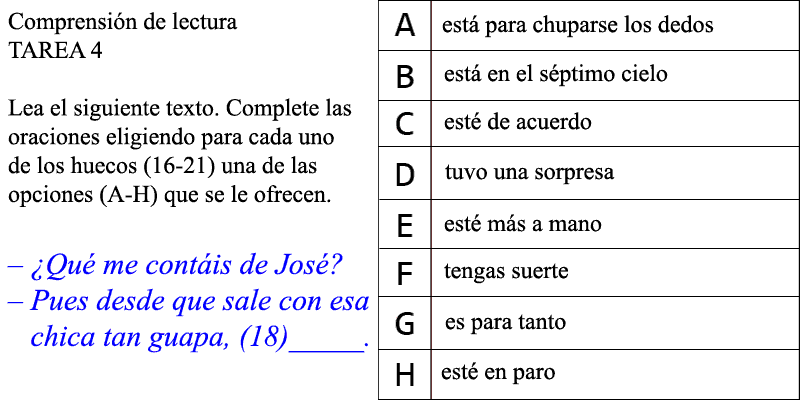 Comprensión de lectura
TAREA 4
Lea el siguiente texto. Complete las
oraciones eligiendo para cada uno
de los huecos (16-21) una de las
opciones (A-H) que se le ofrecen.
– ¿Qué me contáis de José?
– Pues desde que sale con esa
chica tan guapa, (18)_____.
A está para chuparse los dedos
B está en el séptimo cielo
C esté de acuerdo
D tuvo una sorpresa
E esté más a mano
F tengas suerte
G es para tanto
H esté en paro